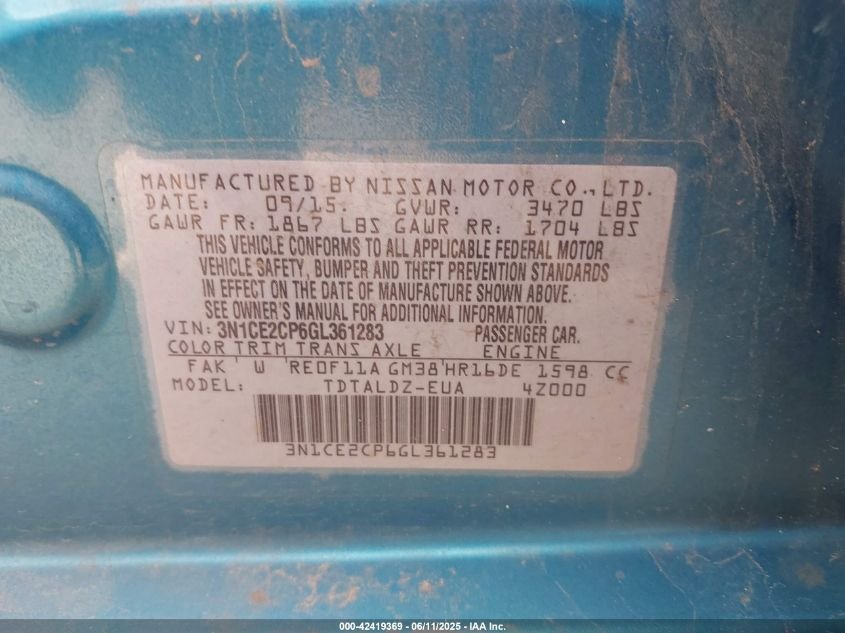 MANUFACTURED BY NISSAN MOTOR CO., LTD.
DATE: 09/15. GVWR: 3470 LBS
GAWR FR: 1867 LBS GAWR RR: 1704 LBS
THIS VEHICLE CONFORMS TO ALL APPLICABLE FEDERAL MOTOR
VEHICLE SAFETY, BUMPER AND THEFT PREVENTION STANDARDS
IN EFFECT ON THE DATE OF MANUFACTURE SHOWN ABOVE.
SEE OWNER'S MANUAL FOR ADDITIONAL INFORMATION.
VIN: 3N1CE2CP6GL361283 PASSENGER CAR.
COLOR TRIM TRANS AXLE ENGINE
FAK' W RE0F11A GM38'HR16DE 1598 CC
MODEL: TDTALDZ-EUA 4Z000
3N1CE2CP6GL361283
000-42419369 - 06/11/2025 - IAA Inc.